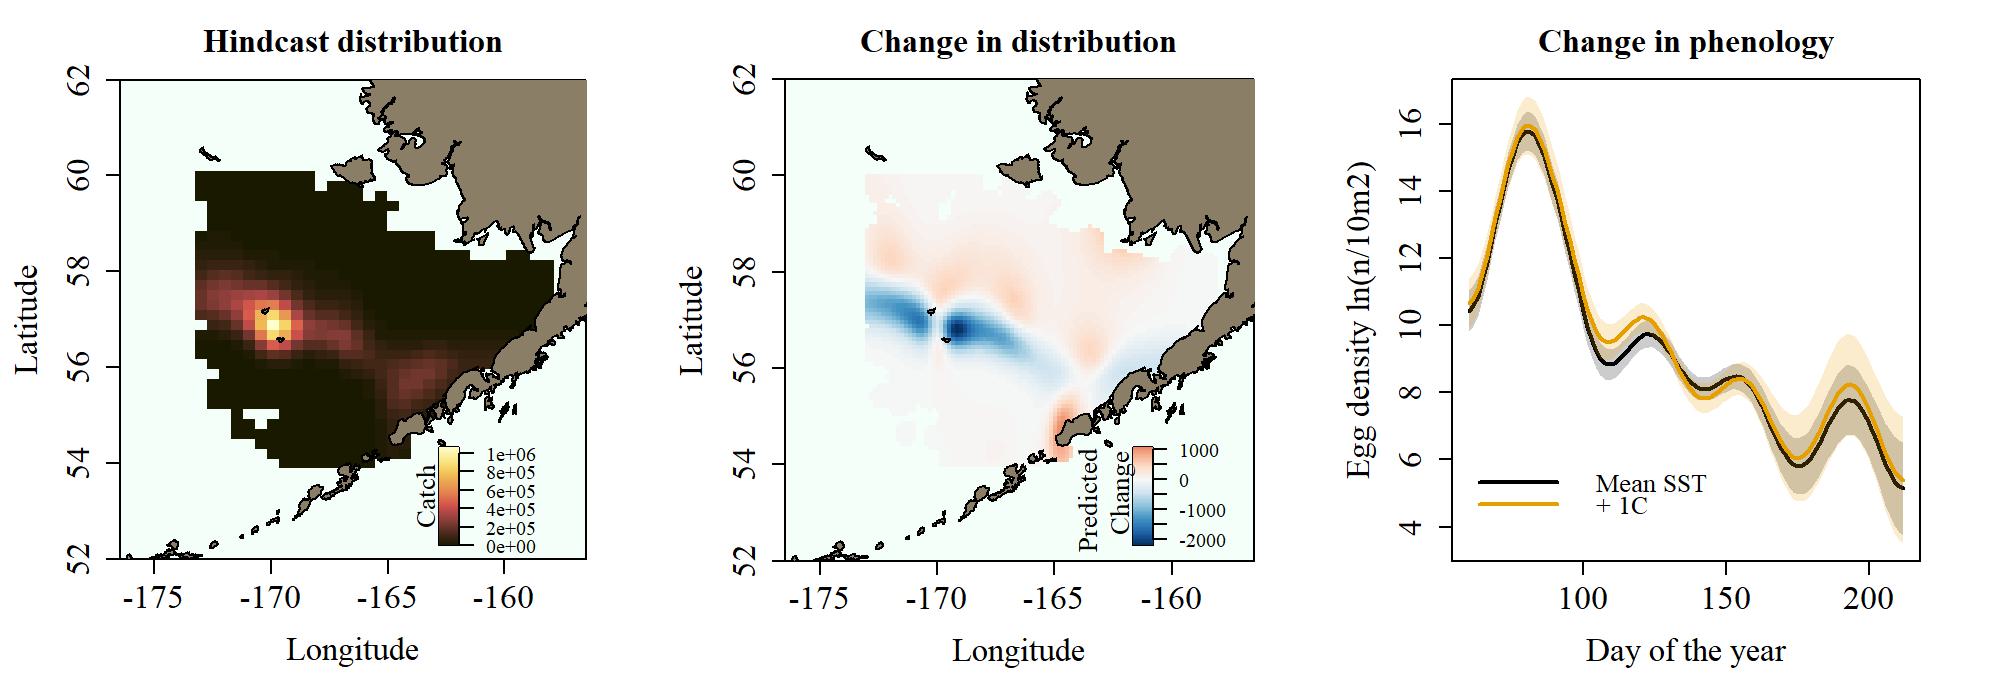 Hindcast distribution
Latitude
62
60
58
56
54
52
-175
-170
-165
-160
Longitude
Catch
1e+06
8e+05
6e+05
4e+05
2e+05
0e+00
Change in distribution
Latitude
62
60
58
56
54
52
-175
-170
-165
-160
Longitude
Predicted
Change
1000
0
-1000
-2000
Change in phenology
Egg density ln(n/10m2)
16
14
12
10
8
6
4
100
150
200
Day of the year
Mean SST
+ 1C